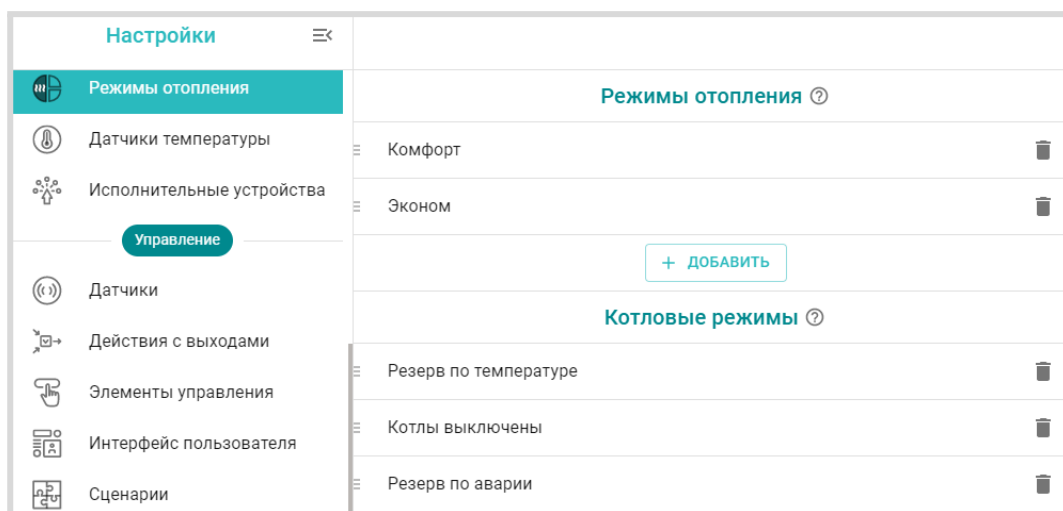 Настройки
Режимы отопления
Датчики температуры
Исполнительные устройства
Управление
Датчики
Действия с выходами
Элементы управления
Интерфейс пользователя
Сценарии
Режимы отопления
Комфорт
Эконом
+ ДОБАВИТЬ
Котловые режимы
Резерв по температуре
Котлы выключены
Резерв по аварии